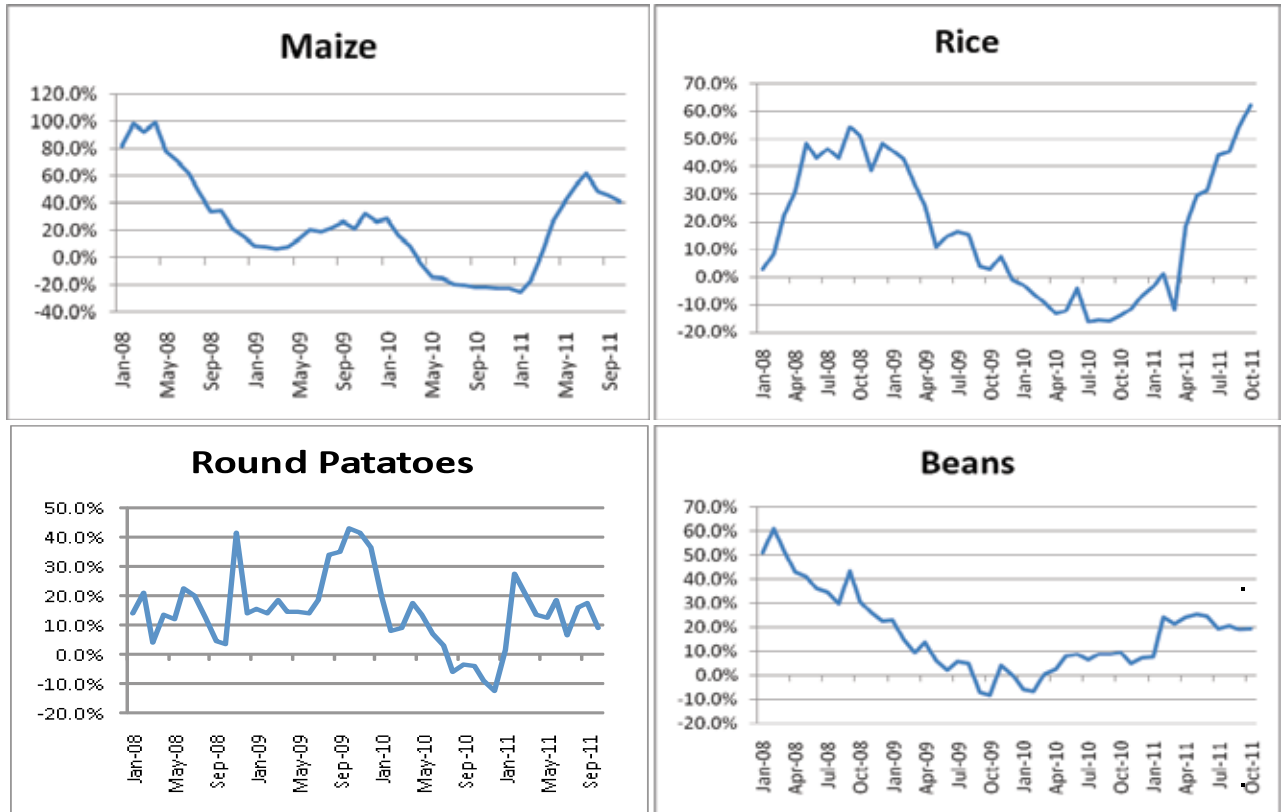 Maize
120.0%
100.0%
80.0%
60.0%
40.0%
20.0%
0.0%
-20.0%
-40.0%
Jan-08
May-08
Sep-08
Jan-09
May-09
Sep-09
Jan-10
May-10
Sep-10
Jan-11
May-11
Sep-11
Rice
70.0%
60.0%
50.0%
40.0%
30.0%
20.0%
10.0%
0.0%
-10.0%
-20.0%
Jan-08
Apr-08
Jul-08
Oct-08
Jan-09
Apr-09
Jul-09
Oct-09
Jan-10
Apr-10
Jul-10
Oct-10
Jan-11
Apr-11
Jul-11
Oct-11
Round Patatoes
50.0%
40.0%
30.0%
20.0%
10.0%
0.0%
-10.0%
-20.0%
Jan-08
May-08
Sep-08
Jan-09
May-09
Sep-09
Jan-10
May-10
Sep-10
Jan-11
May-11
Sep-11
Beans
70.0%
60.0%
50.0%
40.0%
30.0%
20.0%
10.0%
0.0%
-10.0%
-20.0%
Jan-08
Apr-08
Jul-08
Oct-08
Jan-09
Apr-09
Jul-09
Oct-09
Jan-10
Apr-10
Jul-10
Oct-10
Jan-11
Apr-11
Jul-11
Oct-11